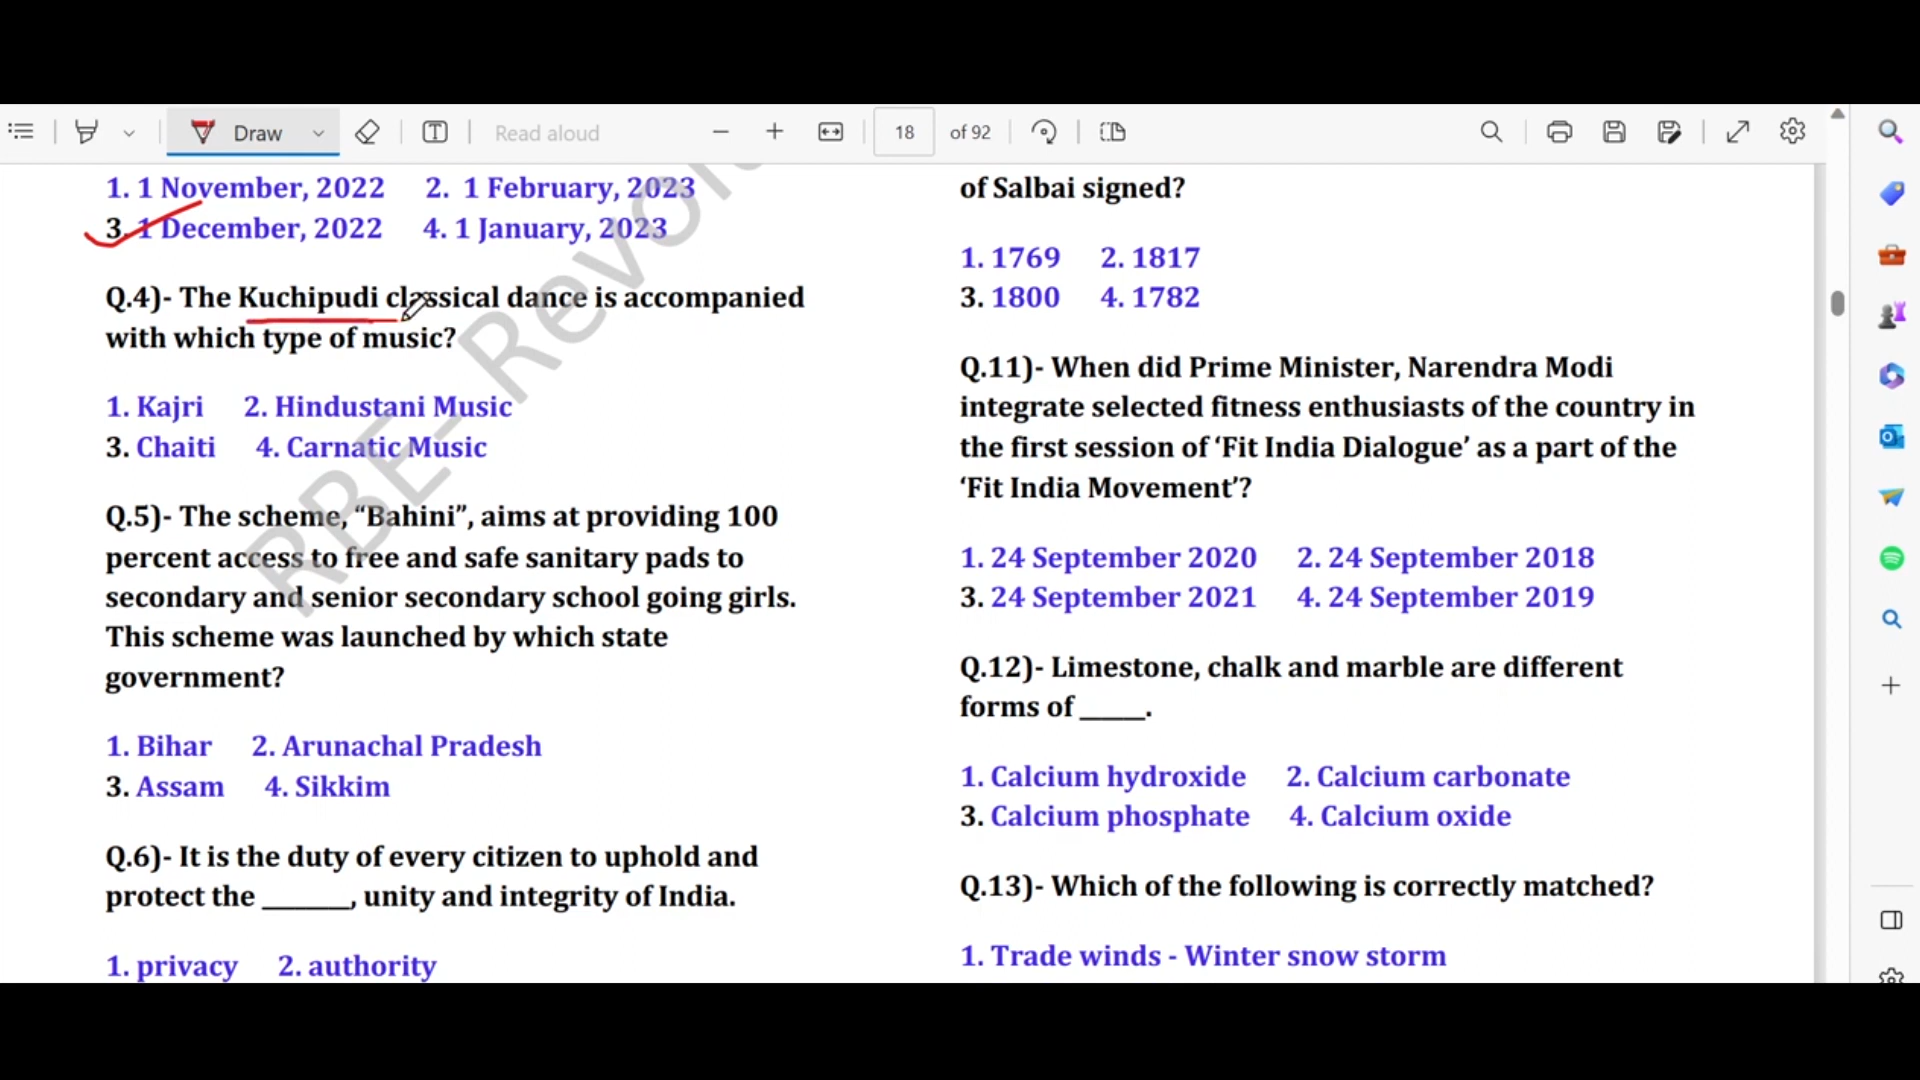 Draw
Read aloud
18 of 92
1. 1 November, 2022 2. 1 February, 2023
3. 1 December, 2022 4. 1 January, 2023
Q.4)- The Kuchipudi classical dance is accompanied
with which type of music?
1. Kajri 2. Hindustani Music
3. Chaiti 4. Carnatic Music
Q.5)- The scheme, “Bahini”, aims at providing 100
percent access to free and safe sanitary pads to
secondary and senior secondary school going girls.
This scheme was launched by which state
government?
1. Bihar 2. Arunachal Pradesh
3. Assam 4. Sikkim
Q.6)- It is the duty of every citizen to uphold and
protect the _______, unity and integrity of India.
1. privacy 2. authority
of Salbai signed?
1. 1769 2. 1817
3. 1800 4. 1782
Q.11)- When did Prime Minister, Narendra Modi
integrate selected fitness enthusiasts of the country in
the first session of ‘Fit India Dialogue’ as a part of the
‘Fit India Movement’?
1. 24 September 2020 2. 24 September 2018
3. 24 September 2021 4. 24 September 2019
Q.12)- Limestone, chalk and marble are different
forms of _____.
1. Calcium hydroxide 2. Calcium carbonate
3. Calcium phosphate 4. Calcium oxide
Q.13)- Which of the following is correctly matched?
1. Trade winds - Winter snow storm
RBE-